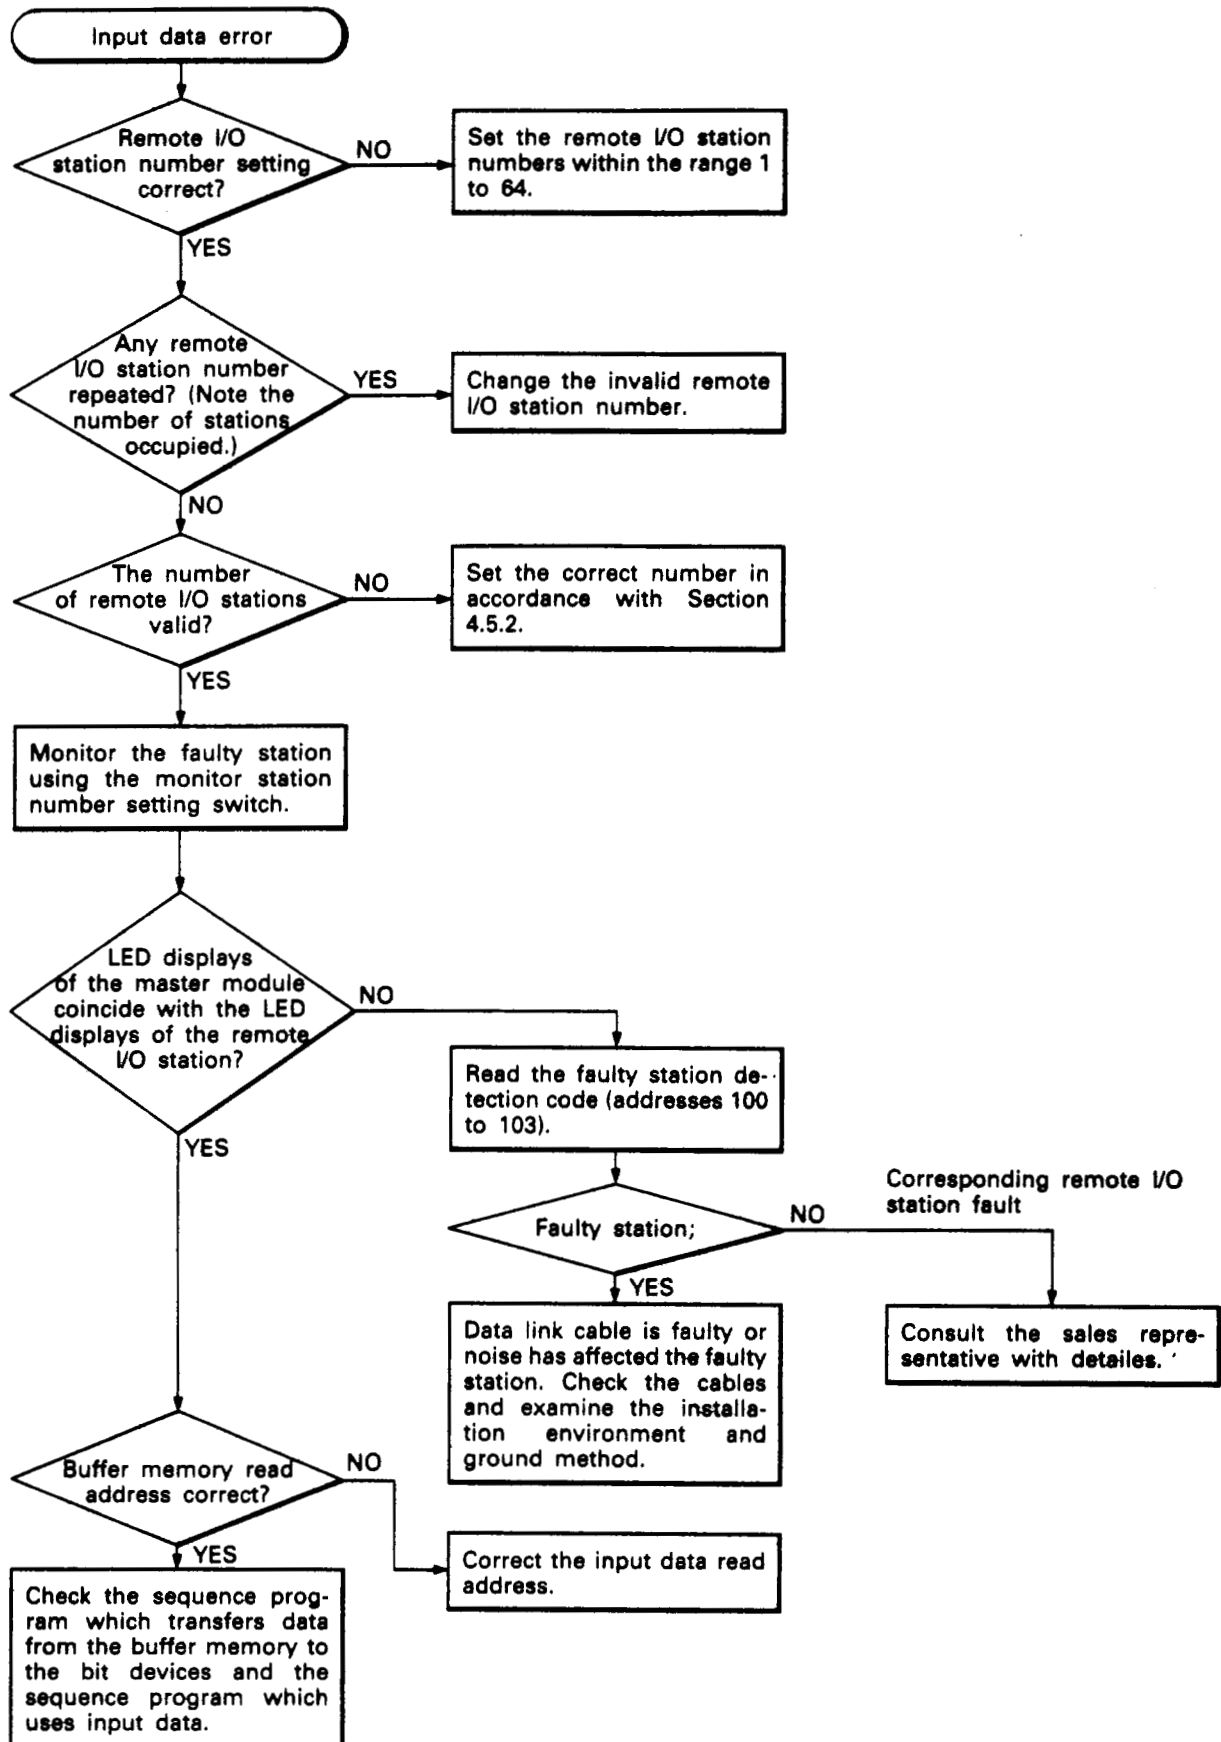 Input data error
Remote I/O
station number setting
correct?
NO
Set the remote I/O station
numbers within the range 1
to 64.
YES
Any remote
I/O station number
repeated? (Note the
number of stations
occupied.)
YES
Change the invalid remote
I/O station number.
NO
The number
of remote I/O stations
valid?
NO
Set the correct number in
accordance with Section
4.5.2.
YES
Monitor the faulty station
using the monitor station
number setting switch.
LED displays
of the master module
coincide with the LED
displays of the remote
I/O station?
NO
Read the faulty station de-
tection code (addresses 100
to 103).
YES
Faulty station;
NO
Corresponding remote I/O
station fault
YES
Data link cable is faulty or
noise has affected the faulty
station. Check the cables
and examine the installa-
tion environment and
ground method.
Consult the sales repre-
sentative with detailes.
Buffer memory read
address correct?
NO
Correct the input data read
address.
YES
Check the sequence prog-
ram which transfers data
from the buffer memory to
the bit devices and the
sequence program which
uses input data.